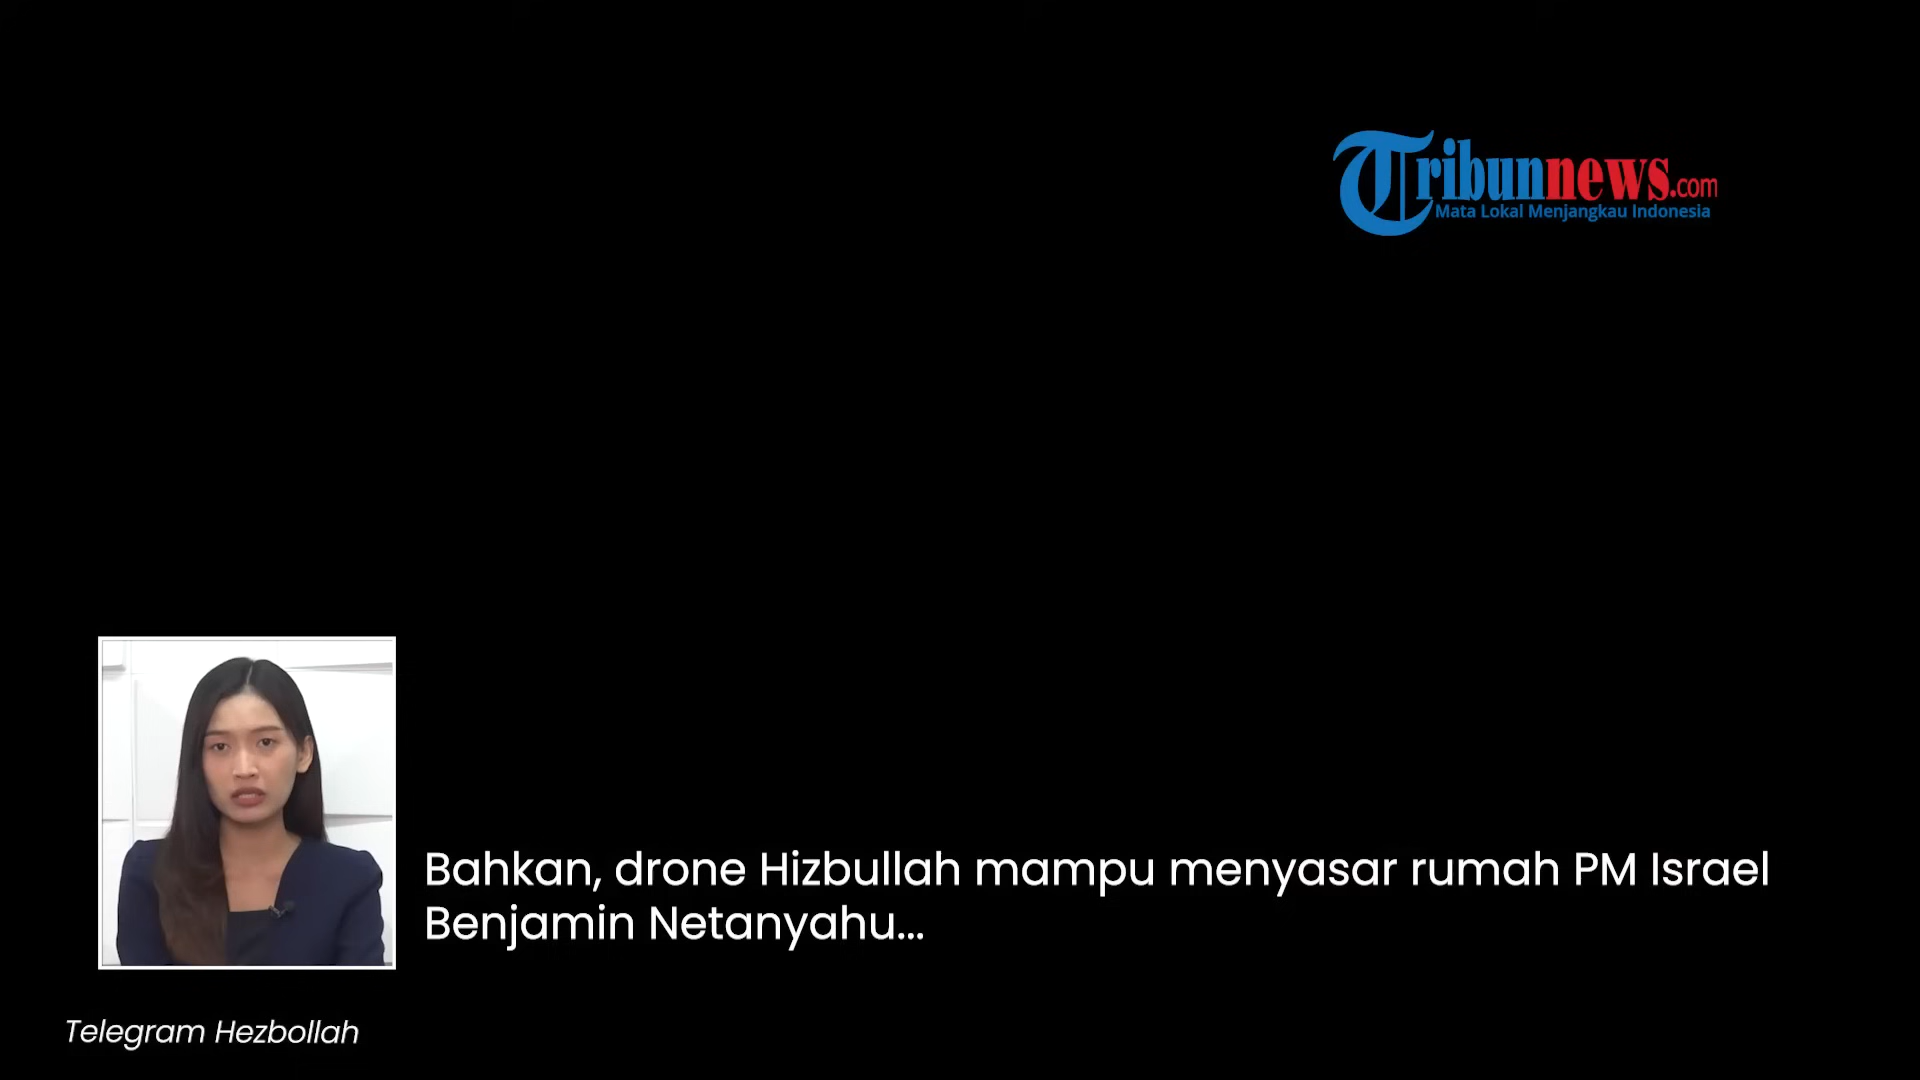 Tribunnews.com
Mata Lokal Menjangkau Indonesia
Bahkan, drone Hizbullah mampu menyasar rumah PM Israel
Benjamin Netanyahu...
Telegram Hezbollah